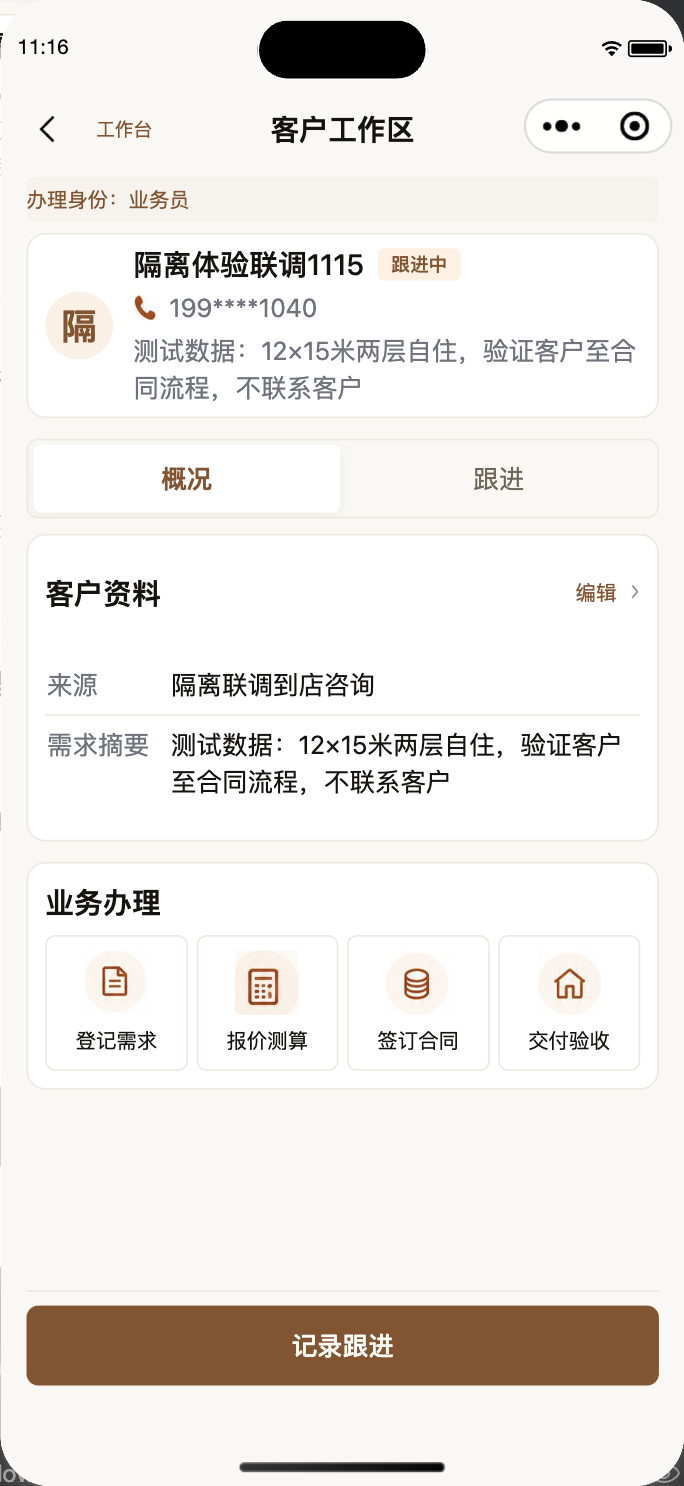 11:16
工作台
客户工作区
办理身份：业务员
隔离体验联调1115
跟进中
隔
199****1040
测试数据：12×15米两层自住，验证客户至合
同流程，不联系客户
概况
跟进
客户资料
编辑
来源
隔离联调到店咨询
需求摘要
测试数据：12×15米两层自住，验证客户
至合同流程，不联系客户
业务办理
登记需求
报价测算
签订合同
交付验收
记录跟进